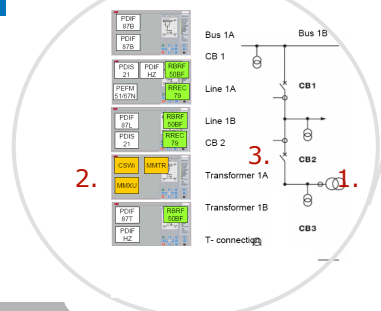 PDIF
87B
PDIF
87B
PDIS
21
PDIF
HZ
RBRF
50BF
PEFM
51/67N
RREC
79
PDIF
87L
RBRF
50BF
PDIS
21
RREC
79
CSWI
MMTR
MMXU
PDIF
87T
RBRF
50BF
PDIF
HZ
2.
Bus 1A
CB 1
Line 1A
Line 1B
CB 2
Transformer 1A
Transformer 1B
T- connection
Bus 1B
CB1
3.
CB2
1.
CB3